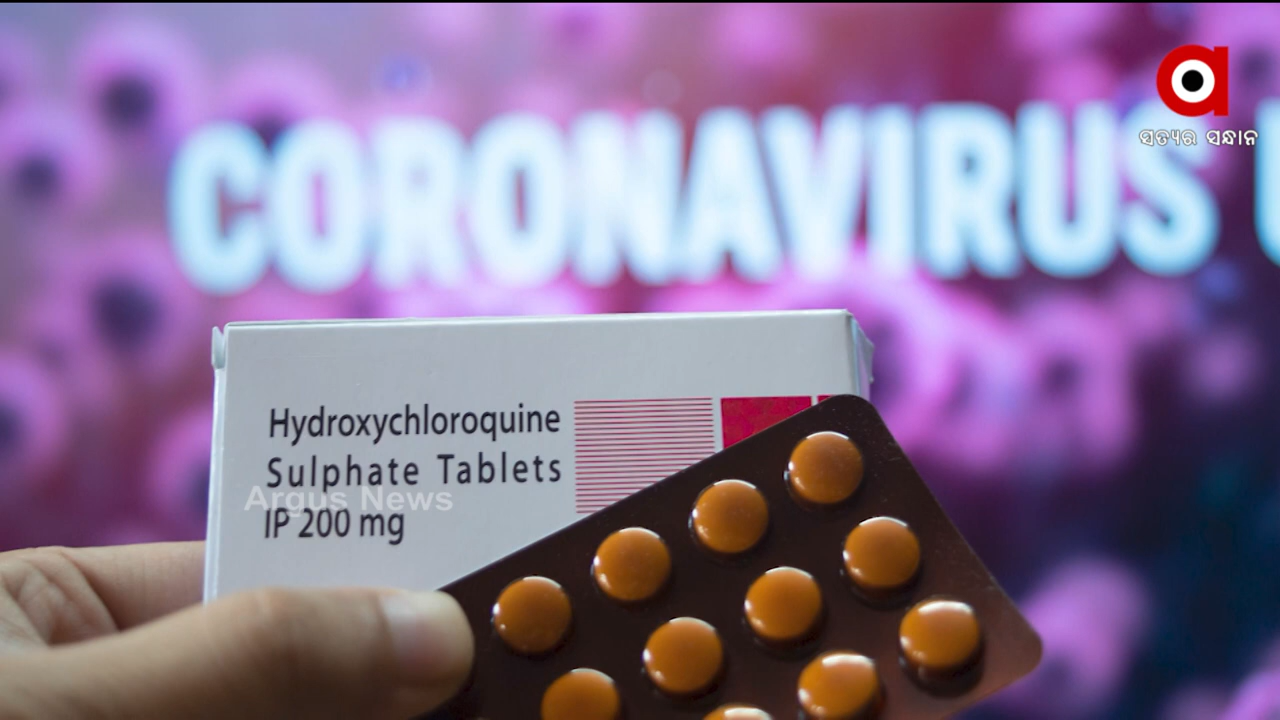 CORONAVIRUS
ସତ୍ୟର ସନ୍ଧାନ
Hydroxychloroquine
Sulphate Tablets
Argus News
IP 200 mg